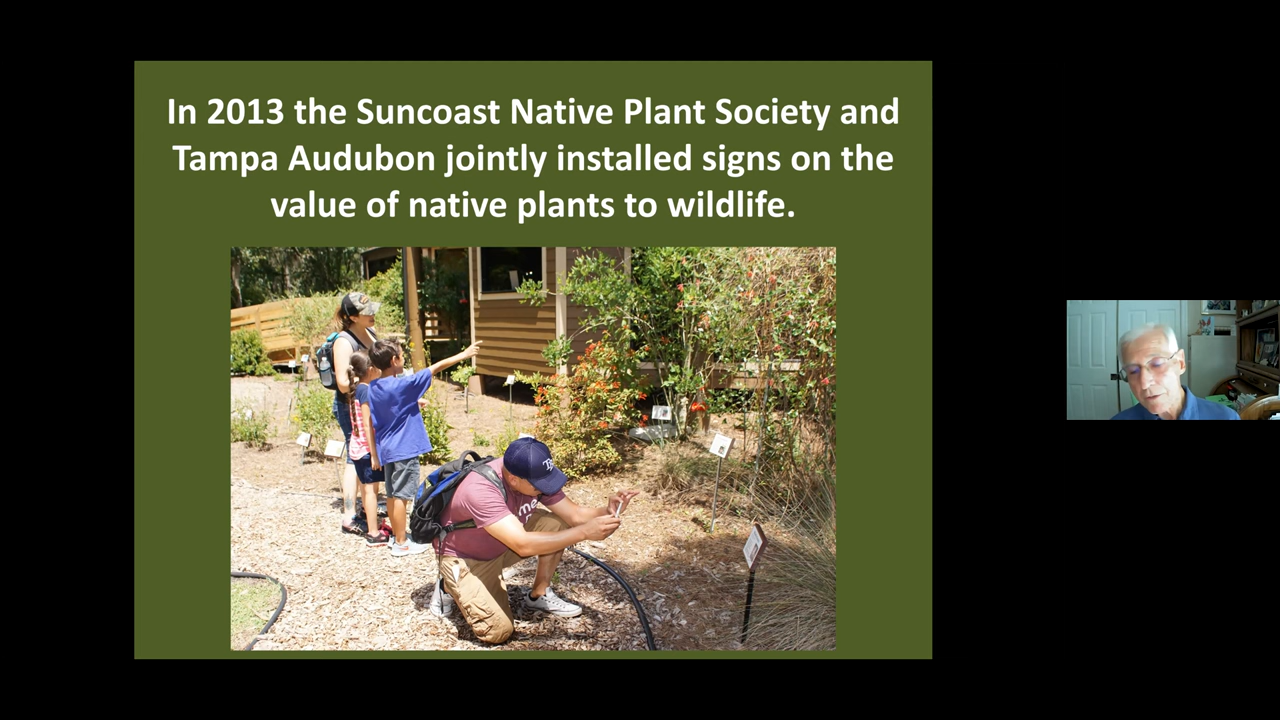 In 2013 the Suncoast Native Plant Society and
Tampa Audubon jointly installed signs on the
value of native plants to wildlife.